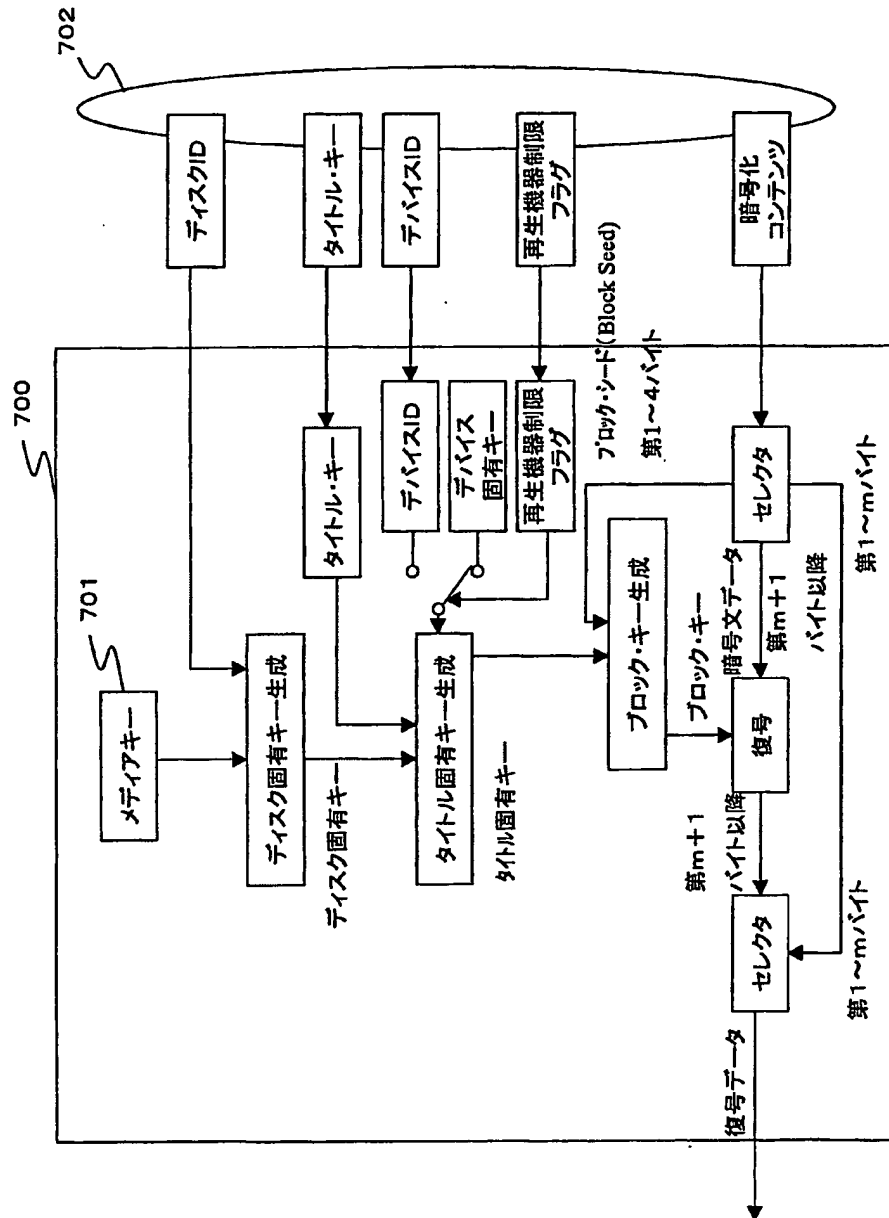 700
701
メディアキー
ディスク固有キー生成
ディスク固有キー
タイトル固有キー生成
タイトル固有キー
タイトル・キー
デバイスID
デバイス
固有キー
再生機器制限
フラグ
ブロック・シード(Block Seed)
第1~4バイト
ブロック・キー生成
ブロック・キー
セレクタ
暗号文データ
第m+1
バイト以降
第1~mバイト
復号
第m+1
バイト以降
セレクタ
第1~mバイト
復号データ
702
ディスクID
タイトル・キー
デバイスID
再生機器制限
フラグ
暗号化
コンテンツ